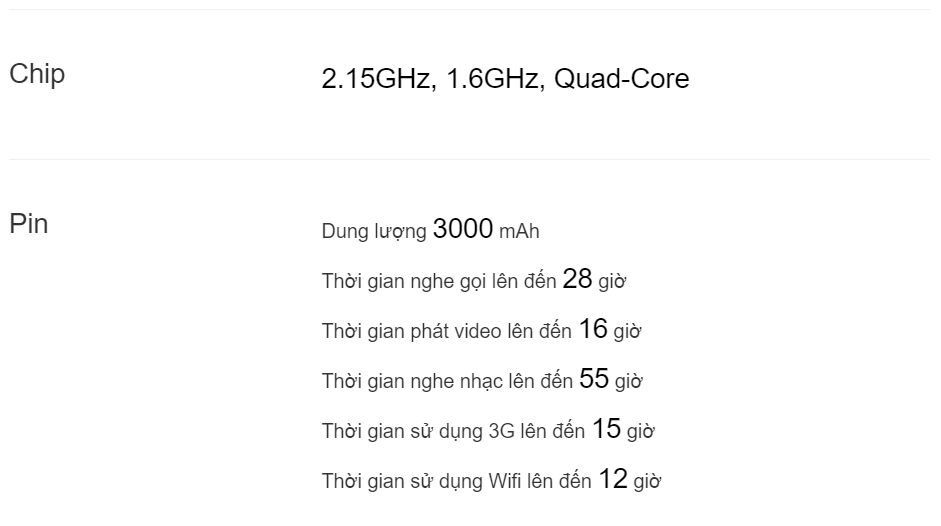 Chip
2.15GHz, 1.6GHz, Quad-Core
Pin
Dung lượng 3000 mAh
Thời gian nghe gọi lên đến 28 giờ
Thời gian phát video lên đến 16 giờ
Thời gian nghe nhạc lên đến 55 giờ
Thời gian sử dụng 3G lên đến 15 giờ
Thời gian sử dụng Wifi lên đến 12 giờ